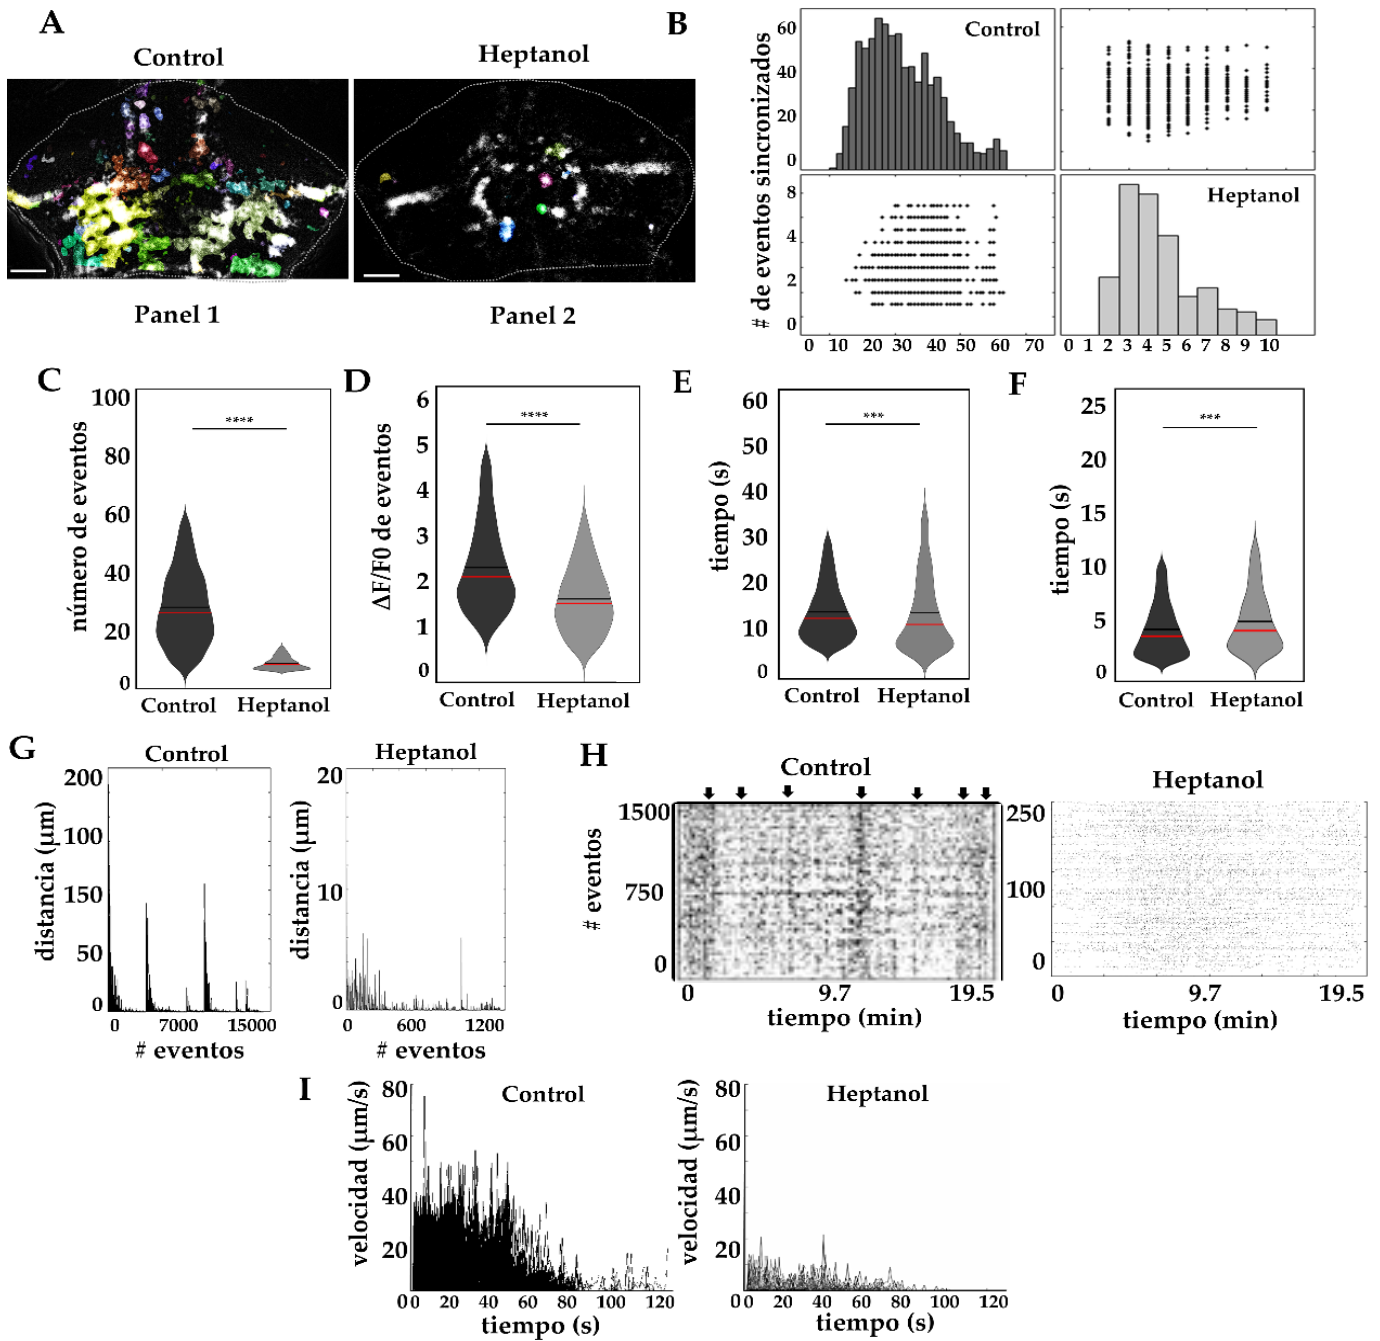 A
Control
Heptanol
Panel 1
Panel 2
B
# de eventos sincronizados
60
40
20
0
Control
8
4
2
0
Heptanol
0 10 20 30 40 50 60 70
0 1 2 3 4 5 6 7 8 9 10
C
número de eventos
100
80
60
40
20
0
****
Control Heptanol
D
ΔF/F0 de eventos
6
5
4
3
2
1
0
****
Control Heptanol
E
tiempo (s)
60
50
40
30
20
10
0
***
Control Heptanol
F
tiempo (s)
25
20
15
10
5
0
***
Control Heptanol
G
Control
distancia (μm)
200
100
150
50
0
0 7000 15000
# eventos
Heptanol
distancia (μm)
20
10
0
0 600 1200
# eventos
H
Control
# eventos
1500
750
0
0 9.7 19.5
tiempo (min)
Heptanol
250
100
0
0 9.7 19.5
tiempo (min)
I
Control
velocidad (μm/s)
80
60
40
20
0
0 20 40 60 80 100 120
tiempo (s)
Heptanol
velocidad (μm/s)
80
60
40
20
0
0 20 40 60 80 100 120
tiempo (s)